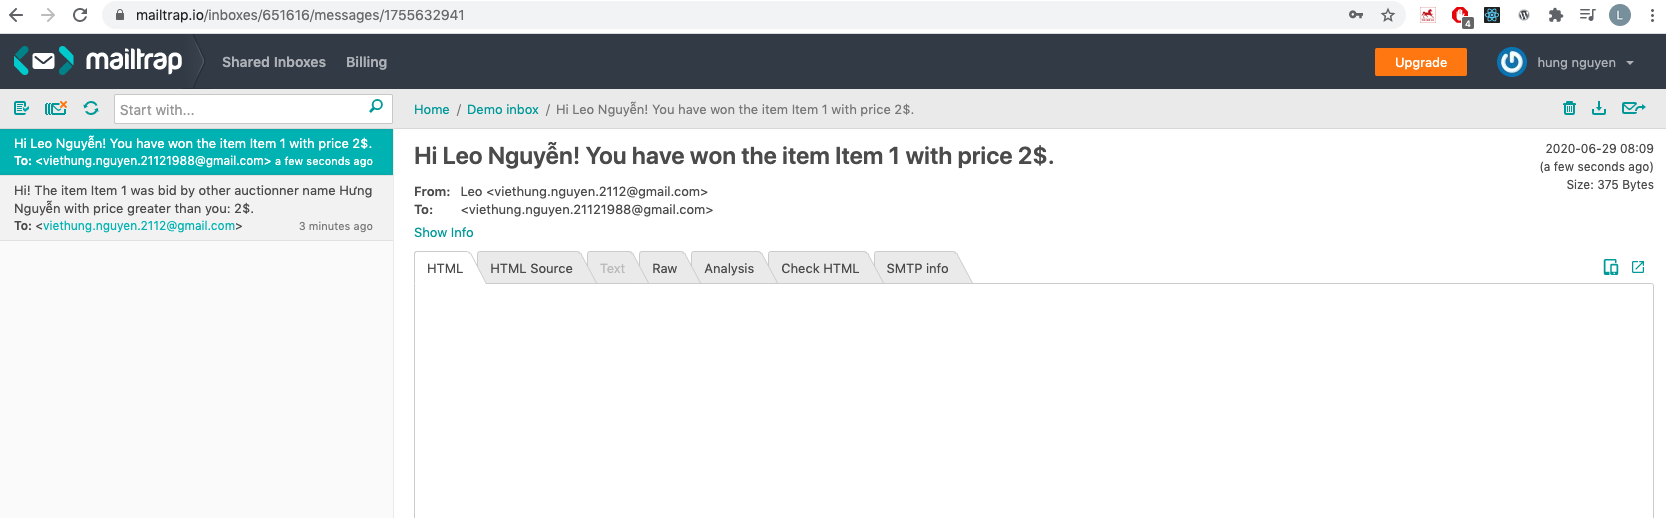 mailtrap.io/inboxes/651616/messages/1755632941
4
L
mailtrap
Shared Inboxes
Billing
Upgrade
hung nguyen
Start with...
Home / Demo inbox / Hi Leo Nguyễn! You have won the item Item 1 with price 2$.
Hi Leo Nguyễn! You have won the item Item 1 with price 2$.
To: <viethung.nguyen.21121988@gmail.com> a few seconds ago
Hi! The item Item 1 was bid by other auctionner name Hưng
Nguyễn with price greater than you: 2$.
To: <viethung.nguyen.2112@gmail.com> 3 minutes ago
Hi Leo Nguyễn! You have won the item Item 1 with price 2$.
2020-06-29 08:09
(a few seconds ago)
Size: 375 Bytes
From: Leo <viethung.nguyen.2112@gmail.com>
To: <viethung.nguyen.21121988@gmail.com>
Show Info
HTML
HTML Source
Text
Raw
Analysis
Check HTML
SMTP info